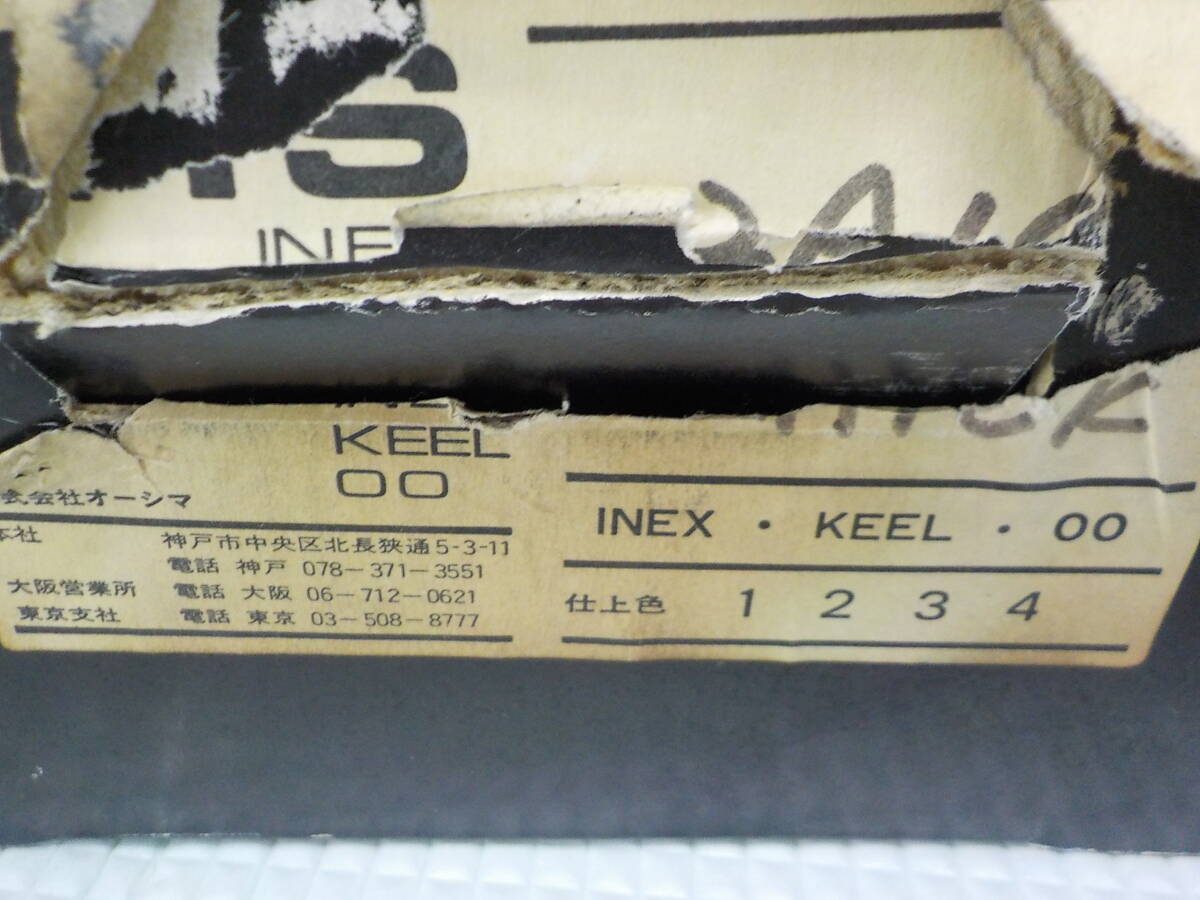 INE
KEEL
00
式会社オーシマ
本社 神戸市中央区北長狭通5-3-11
電話 神戸 078-371-3551
大阪営業所 電話 大阪 06-712-0621
東京支社 電話 東京 03-508-8777
INEX・KEEL・00
仕上色 1 2 3 4